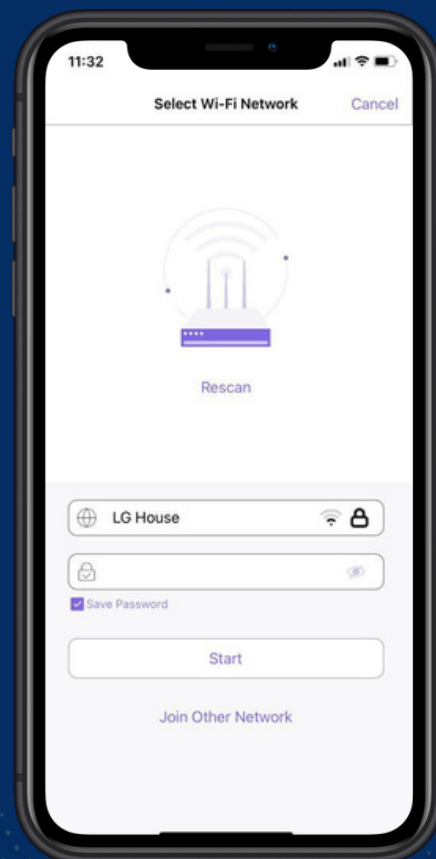 11:32
Select Wi-Fi Network Cancel
Rescan
LG House
Save Password
Start
Join Other Network